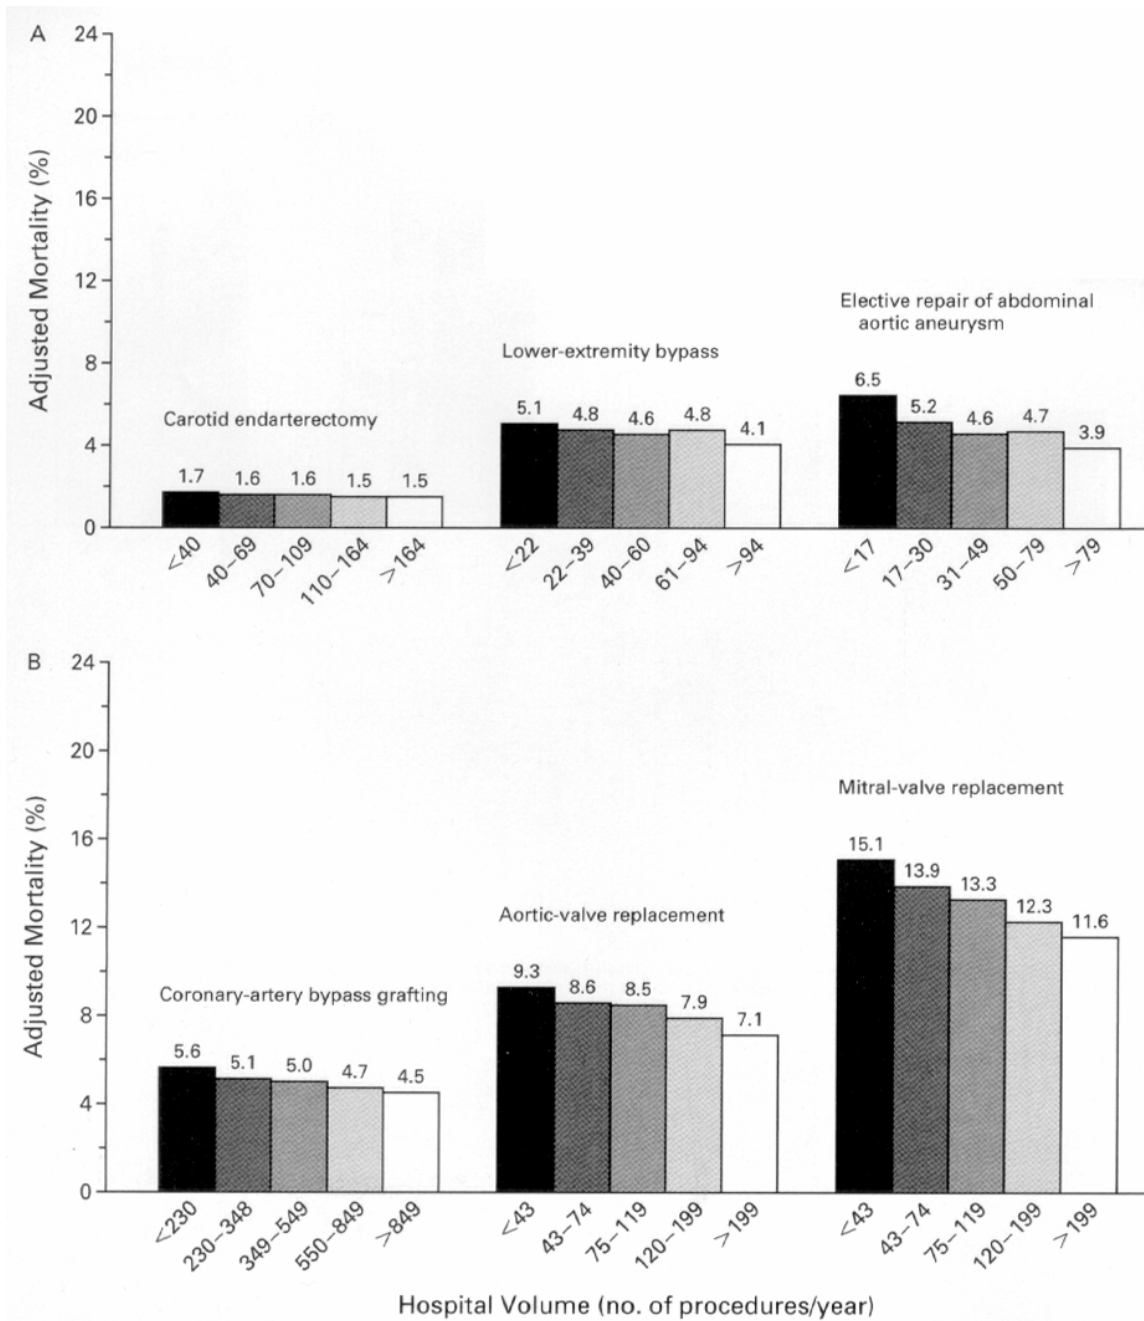 A
24
20
16
12
8
4
0
Adjusted Mortality (%)
Carotid endarterectomy
1.7 1.6 1.6 1.5 1.5
<40 40–69 70–109 110–164 >164
Lower-extremity bypass
5.1 4.8 4.6 4.8 4.1
<22 22–39 40–60 61–94 >94
Elective repair of abdominal
aortic aneurysm
6.5 5.2 4.6 4.7 3.9
<17 17–30 31–49 50–79 >79
B
24
20
16
12
8
4
0
Adjusted Mortality (%)
Coronary-artery bypass grafting
5.6 5.1 5.0 4.7 4.5
<230 230–348 349–549 550–849 >849
Aortic-valve replacement
9.3 8.6 8.5 7.9 7.1
<43 43–74 75–119 120–199 >199
Mitral-valve replacement
15.1 13.9 13.3 12.3 11.6
<43 43–74 75–119 120–199 >199
Hospital Volume (no. of procedures/year)